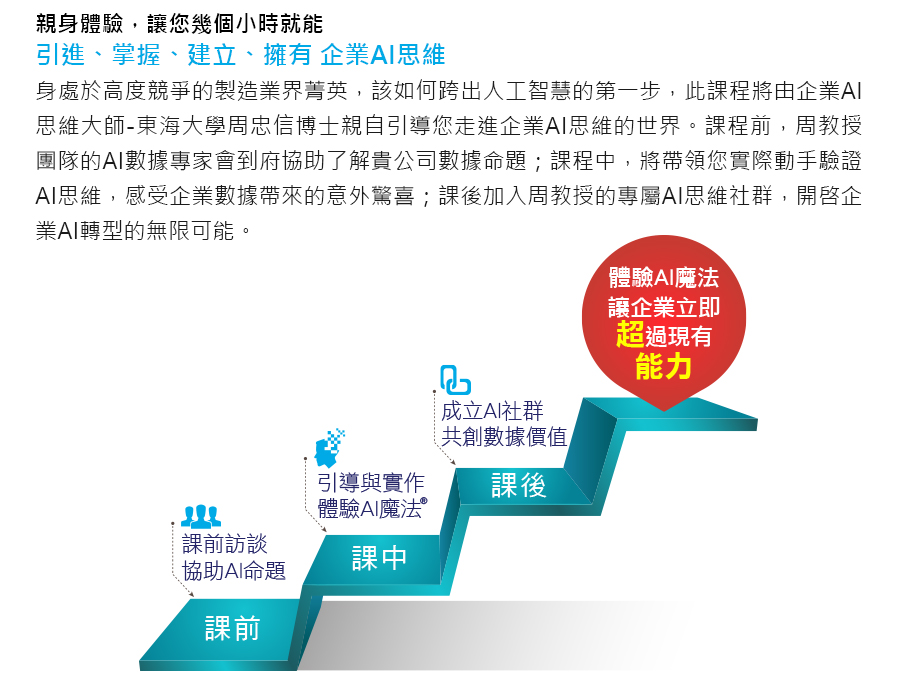 親身體驗，讓您幾個小時就能
引進、掌握、建立、擁有 企業AI思維
身處於高度競爭的製造業界菁英，該如何跨出人工智慧的第一步，此課程將由企業AI
思維大師-東海大學周忠信博士親自引導您走進企業AI思維的世界。課程前，周教授
團隊的AI數據專家會到府協助了解貴公司數據命題；課程中，將帶領您實際動手驗證
AI思維，感受企業數據帶來的意外驚喜；課後加入周教授的專屬AI思維社群，開啓企
業AI轉型的無限可能。
體驗AI魔法
讓企業立即
超過現有
能力
成立AI社群
共創數據價值
課後
引導與實作
體驗AI魔法®
課中
課前訪談
協助AI命題
課前